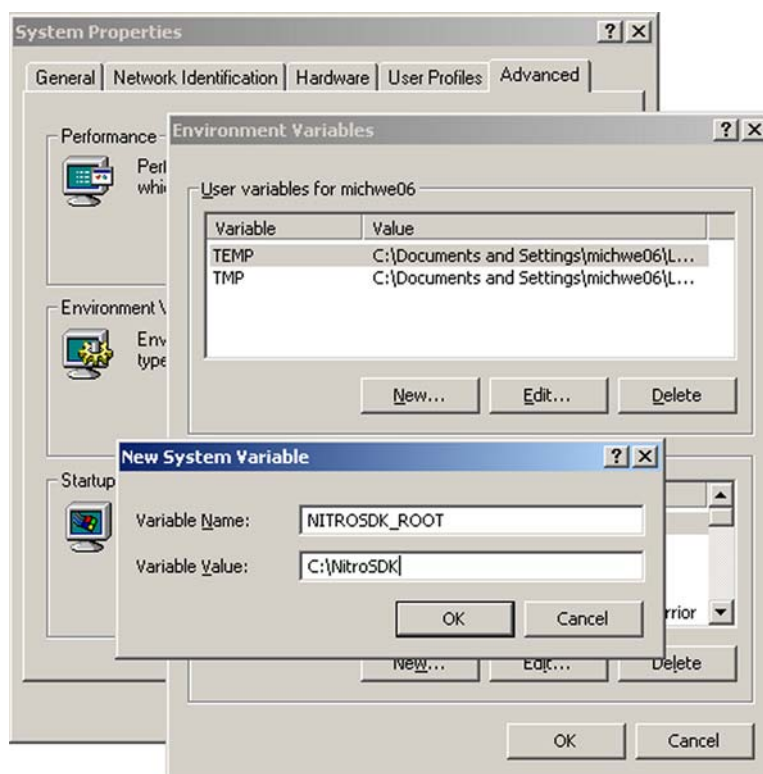 System Properties
General Network Identification Hardware User Profiles Advanced
Performance
Environment Variables
User variables for michwe06
Variable Value
TEMP C:\Documents and Settings\michwe06\L...
TMP C:\Documents and Settings\michwe06\L...
New... Edit... Delete
New System Variable
Startup
Variable Name: NITROSDK_ROOT
Variable Value: C:\NitroSDK
OK Cancel
New... Edit... Delete
OK Cancel